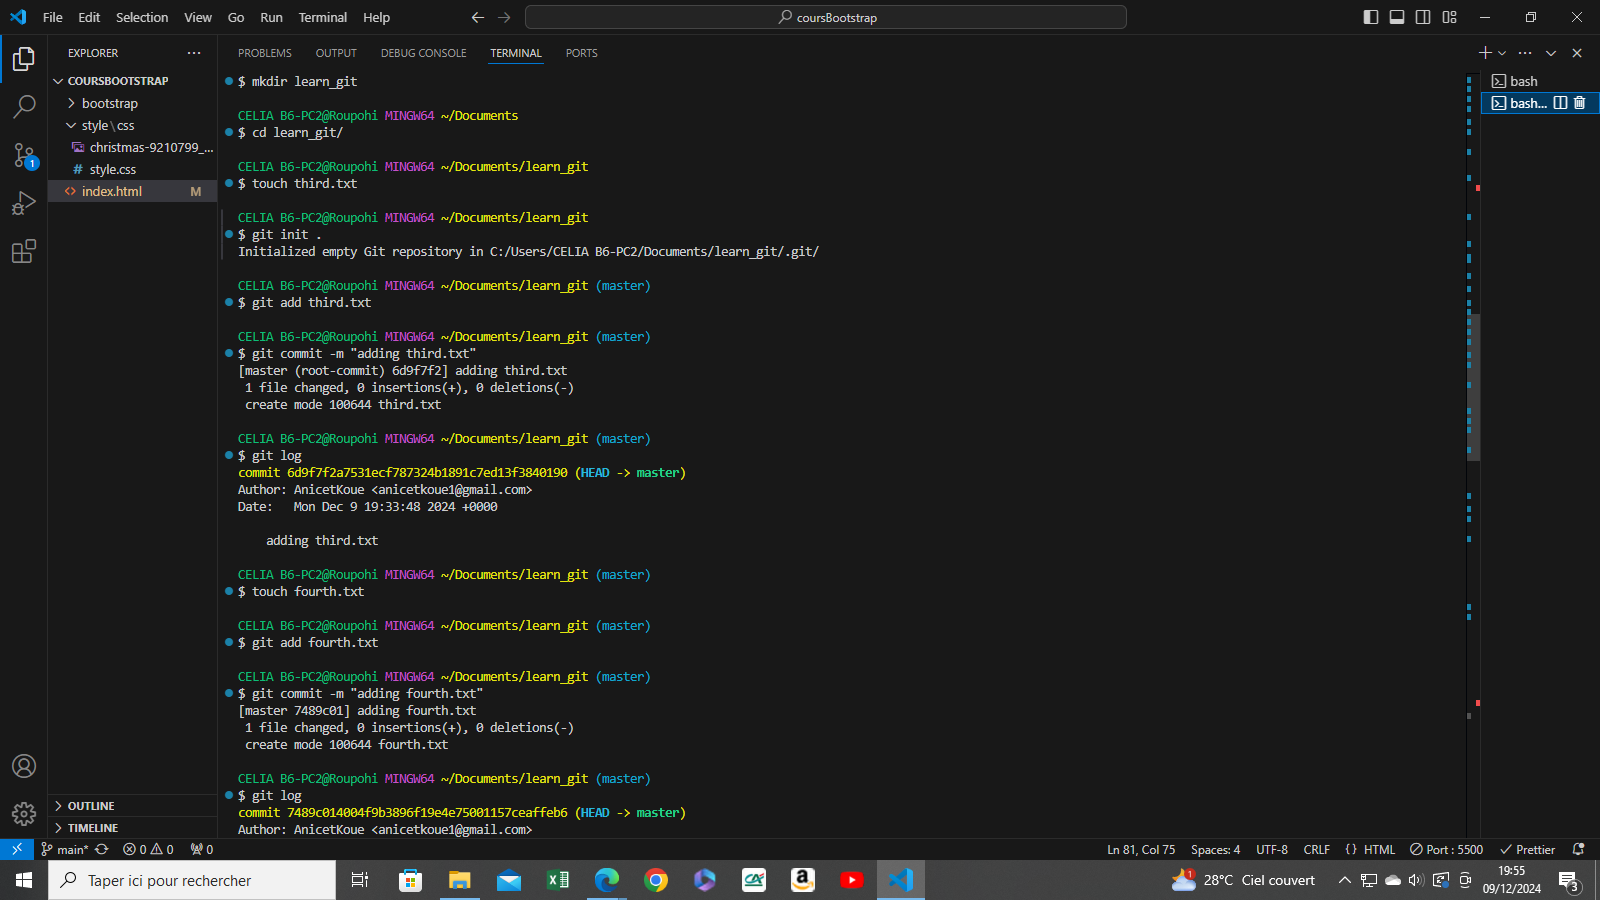 File Edit Selection View Go Run Terminal Help
coursBootstrap
EXPLORER
PROBLEMS OUTPUT DEBUG CONSOLE TERMINAL PORTS
COURSBOOTSTRAP
bootstrap
style\css
christmas-9210799_...
style.css
index.html M
1
bash
bash...
$ mkdir learn_git
CELIA B6-PC2@Roupohi MINGW64 ~/Documents
$ cd learn_git/
CELIA B6-PC2@Roupohi MINGW64 ~/Documents/learn_git
$ touch third.txt
CELIA B6-PC2@Roupohi MINGW64 ~/Documents/learn_git
$ git init .
Initialized empty Git repository in C:/Users/CELIA B6-PC2/Documents/learn_git/.git/
CELIA B6-PC2@Roupohi MINGW64 ~/Documents/learn_git (master)
$ git add third.txt
CELIA B6-PC2@Roupohi MINGW64 ~/Documents/learn_git (master)
$ git commit -m "adding third.txt"
[master (root-commit) 6d9f7f2] adding third.txt
1 file changed, 0 insertions(+), 0 deletions(-)
create mode 100644 third.txt
CELIA B6-PC2@Roupohi MINGW64 ~/Documents/learn_git (master)
$ git log
commit 6d9f7f2a7531ecf787324b1891c7ed13f3840190 (HEAD -> master)
Author: AnicetKoue <anicetkoue1@gmail.com>
Date: Mon Dec 9 19:33:48 2024 +0000
adding third.txt
CELIA B6-PC2@Roupohi MINGW64 ~/Documents/learn_git (master)
$ touch fourth.txt
CELIA B6-PC2@Roupohi MINGW64 ~/Documents/learn_git (master)
$ git add fourth.txt
CELIA B6-PC2@Roupohi MINGW64 ~/Documents/learn_git (master)
$ git commit -m "adding fourth.txt"
[master 7489c01] adding fourth.txt
1 file changed, 0 insertions(+), 0 deletions(-)
create mode 100644 fourth.txt
CELIA B6-PC2@Roupohi MINGW64 ~/Documents/learn_git (master)
$ git log
commit 7489c014004f9b3896f19e4e75001157ceaffeb6 (HEAD -> master)
Author: AnicetKoue <anicetkoue1@gmail.com>
OUTLINE
TIMELINE
main* 0 0 0
Ln 81, Col 75 Spaces: 4 UTF-8 CRLF {} HTML Port : 5500 Prettier
Taper ici pour rechercher
CA
a
1
28°C Ciel couvert
19:55
09/12/2024
3